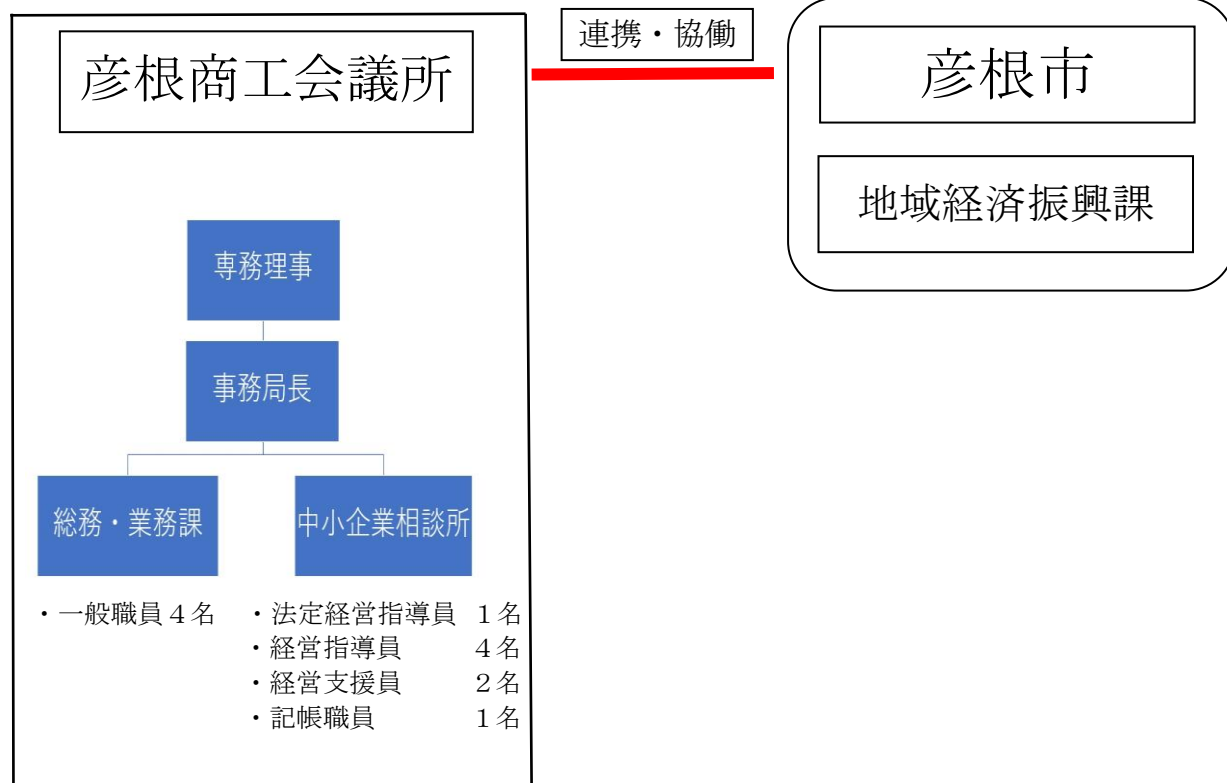 彦根商工会議所
連携・協働
彦根市
地域経済振興課
専務理事
事務局長
総務・業務課
中小企業相談所
・一般職員４名
・法定経営指導員　１名
・経営指導員　４名
・経営支援員　２名
・記帳職員　１名